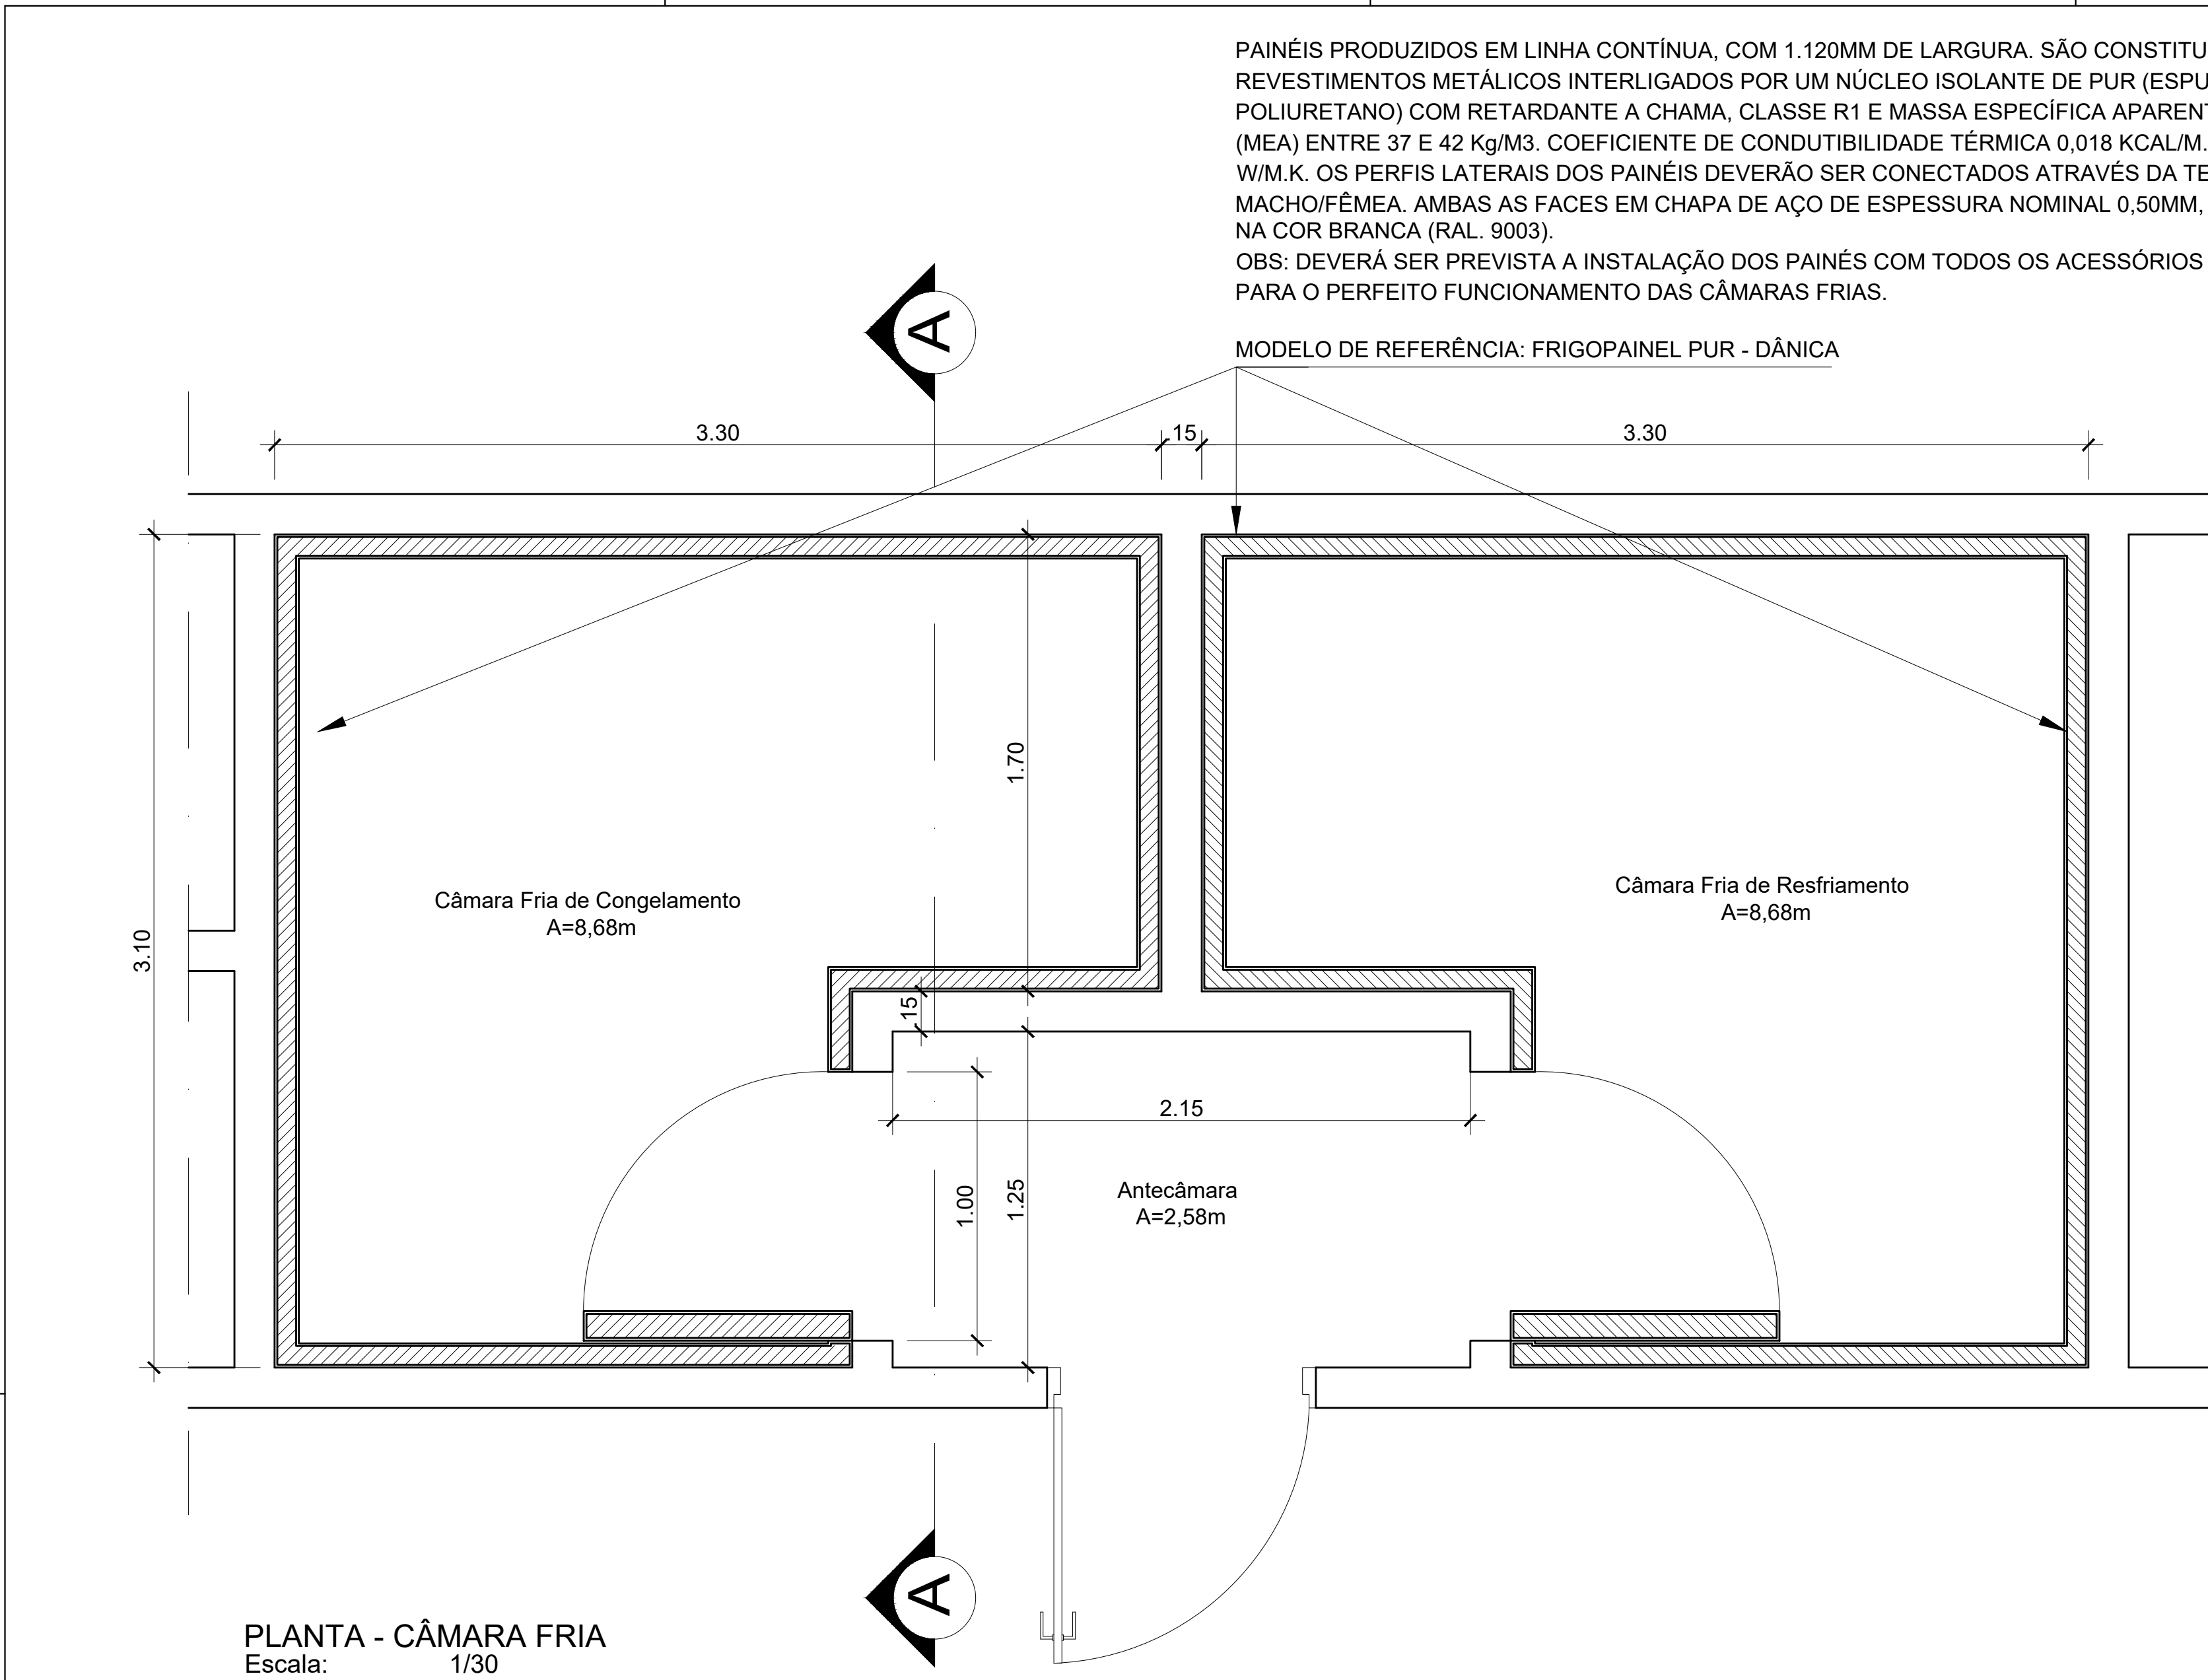 PAINÉIS PRODUZIDOS EM LINHA CONTÍNUA, COM 1.120MM DE LARGURA. SÃO CONSTITU
REVESTIMENTOS METÁLICOS INTERLIGADOS POR UM NÚCLEO ISOLANTE DE PUR (ESPU
POLIURETANO) COM RETARDANTE A CHAMA, CLASSE R1 E MASSA ESPECÍFICA APARENT
(MEA) ENTRE 37 E 42 Kg/M3. COEFICIENTE DE CONDUTIBILIDADE TÉRMICA 0,018 KCAL/M.
W/M.K. OS PERFIS LATERAIS DOS PAINÉIS DEVERÃO SER CONECTADOS ATRAVÉS DA TE
MACHO/FÊMEA. AMBAS AS FACES EM CHAPA DE AÇO DE ESPESSURA NOMINAL 0,50MM,
NA COR BRANCA (RAL. 9003).
OBS: DEVERÁ SER PREVISTA A INSTALAÇÃO DOS PAINÉS COM TODOS OS ACESSÓRIOS
PARA O PERFEITO FUNCIONAMENTO DAS CÂMARAS FRIAS.
A
MODELO DE REFERÊNCIA: FRIGOPAINEL PUR - DÂNICA
3.30
.15
3.30
1.70
Câmara Fria de Congelamento
A=8,68m
Câmara Fria de Resfriamento
A=8,68m
3.10
.15
2.15
1.00
1.25
Antecâmara
A=2,58m
A
PLANTA - CÂMARA FRIA
Escala: 1/30